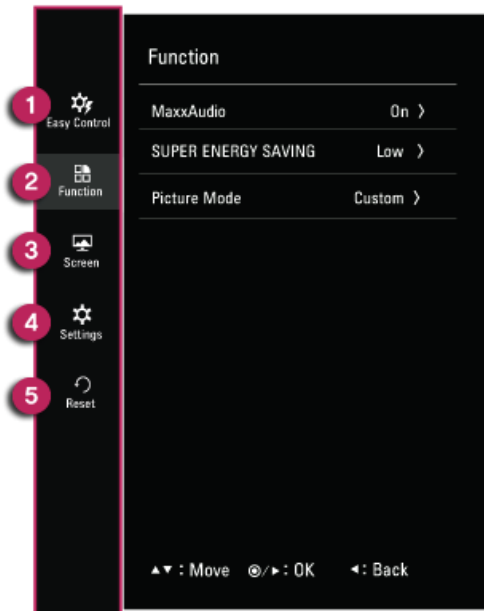 Function
1
Easy Control
MaxxAudio On >
SUPER ENERGY SAVING Low >
2
Function
Picture Mode Custom >
3
Screen
4
Settings
5
Reset
▲▼ : Move ◉/► : OK ◄ : Back